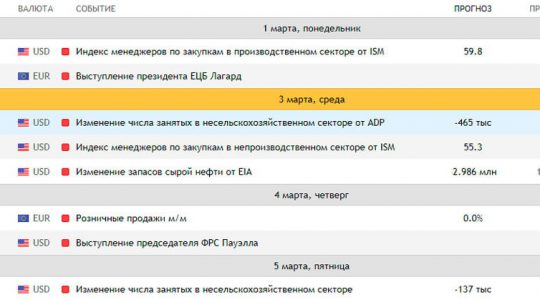 ВАЛЮТА СОБЫТИЕ ПРОГНОЗ
1 марта, понедельник
USD Индекс менеджеров по закупкам в производственном секторе от ISM 59.8
EUR Выступление президента ЕЦБ Лагард
3 марта, среда
USD Изменение числа занятых в несельскохозяйственном секторе от ADP -465 тыс
USD Индекс менеджеров по закупкам в непроизводственном секторе от ISM 55.3
USD Изменение запасов сырой нефти от EIA 2.986 млн
4 марта, четверг
EUR Розничные продажи м/м 0.0%
USD Выступление председателя ФРС Пауэлла
5 марта, пятница
USD Изменение числа занятых в несельскохозяйственном секторе -137 тыс